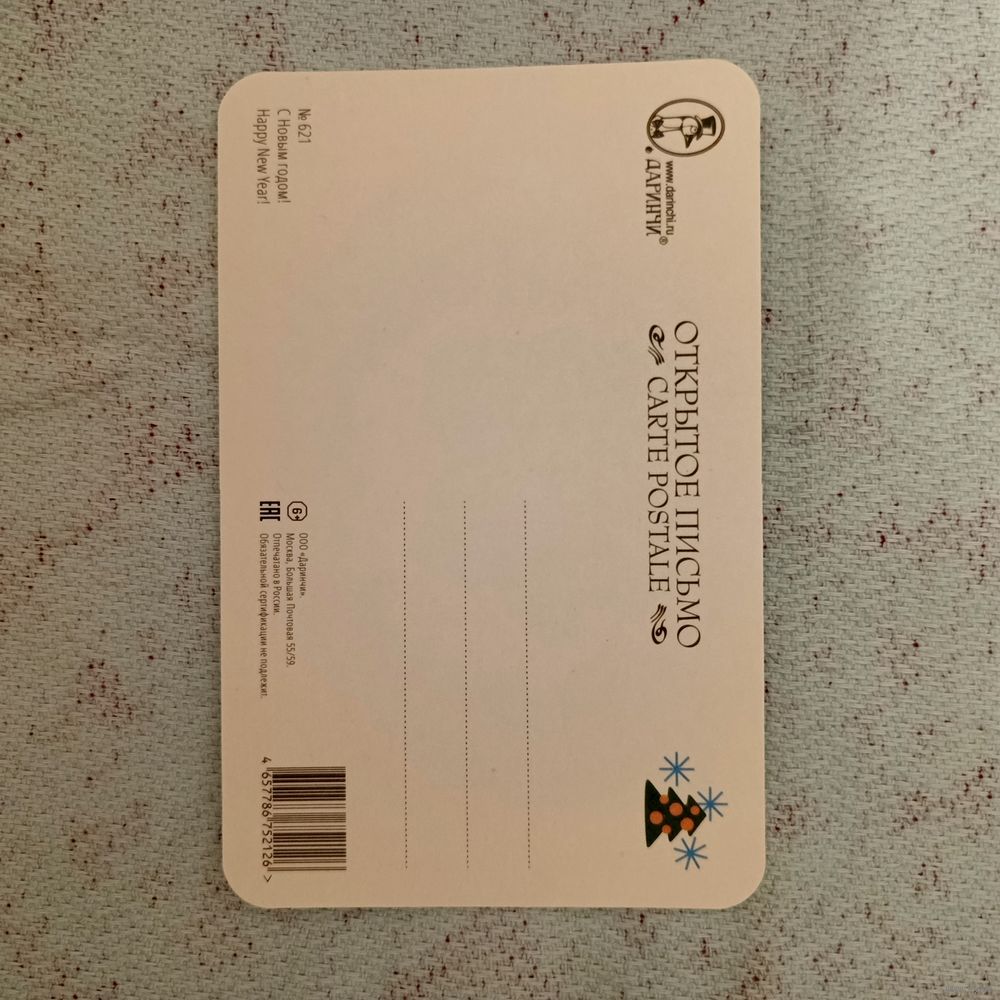 www.darinchi.ru
ДАРИНЧИ®
ОТКРЫТОЕ ПИСЬМО
CARTE POSTALE
№ 621
С Новым годом!
Happy New Year!
6+
ЕАС
ООО «Даринчи».
Москва, Большая Почтовая 55/59.
Отпечатано в России.
Обязательной сертификации не подлежит.
4 657786 752126 >